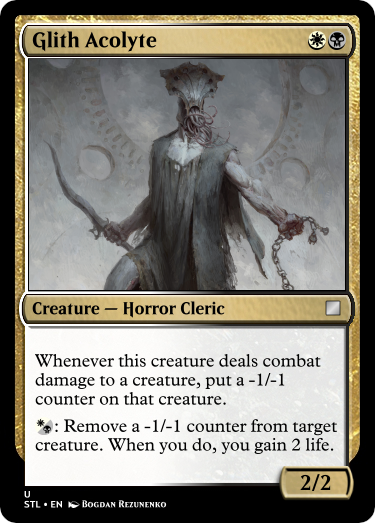 Glith Acolyte
Creature — Horror Cleric
Whenever this creature deals combat
damage to a creature, put a -1/-1
counter on that creature.
: Remove a -1/-1 counter from target
creature. When you do, you gain 2 life.
2/2
U
STL • EN Bogdan Rezunenko